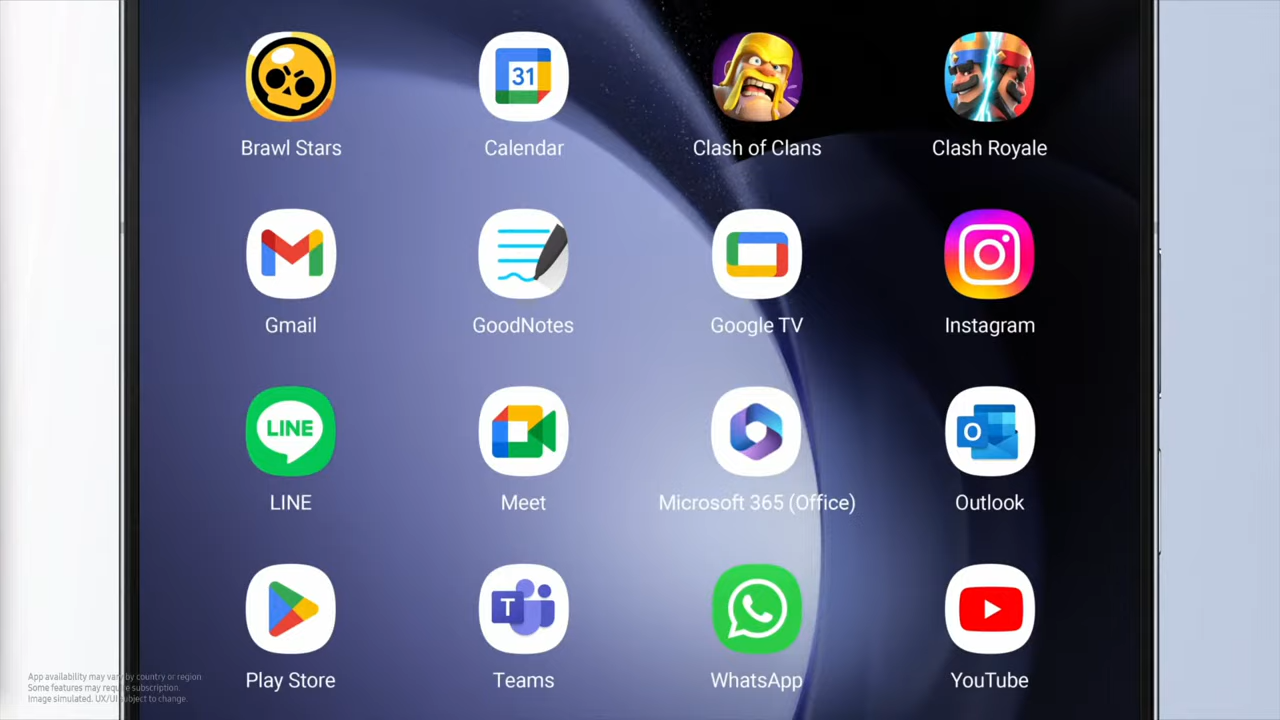 31
Brawl Stars
Calendar
Clash of Clans
Clash Royale
Gmail
GoodNotes
Google TV
Instagram
LINE
O
LINE
Meet
Microsoft 365 (Office)
Outlook
T
Play Store
Teams
WhatsApp
YouTube
App availability may vary by country or region
Some features may require subscription.
Image simulated. UX/UI subject to change.